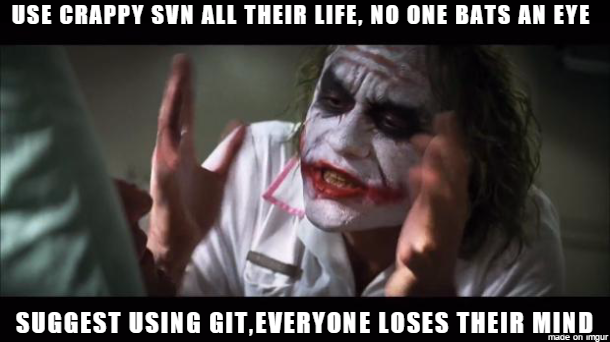 USE CRAPPY SVN ALL THEIR LIFE, NO ONE BATS AN EYE
SUGGEST USING GIT,EVERYONE LOSES THEIR MIND
made on imgur